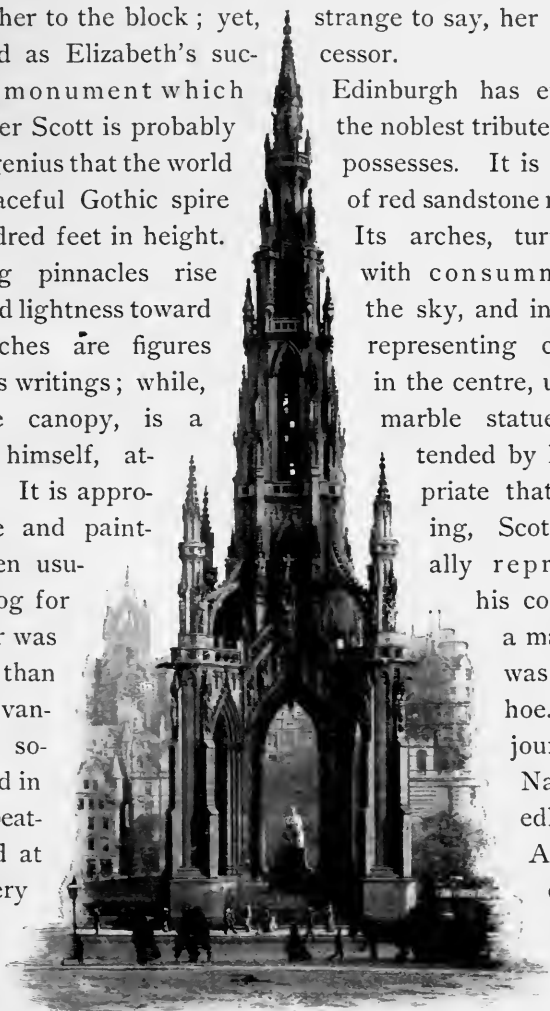 her to the block ; yet, strange to say, her
d as Elizabeth's suc- cessor.
monument which Edinburgh has e
er Scott is probably the noblest tribute
genius that the world possesses. It is
aceful Gothic spire of red sandstone
dred feet in height. Its arches, tur
g pinnacles rise with consumm
d lightness toward the sky, and in
ches are figures representing c
s writings ; while, in the centre, u
e canopy, is a marble statue
himself, at- tended by
It is appro- priate that
e and paint- ing, Scot
en usu- ally repr
og for his co
r was a ma
than was
van- hoe.
so- jour
d in Na
eat- edi
d at A
ery